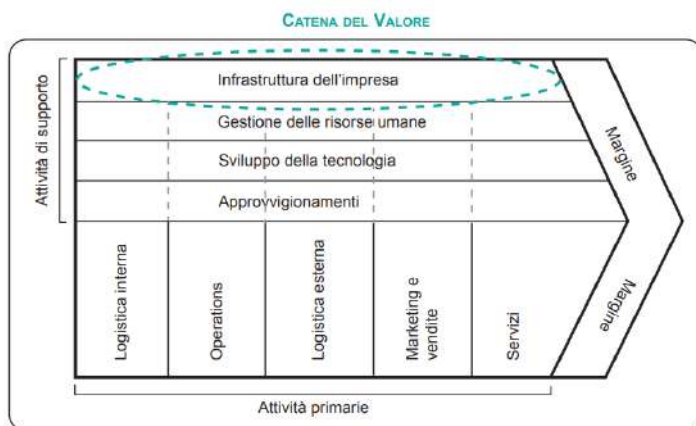 CATENA DEL VALORE
Attività di supporto
Infrastruttura dell'impresa
Gestione delle risorse umane
Sviluppo della tecnologia
Approvvigionamenti
Margine
Logistica interna
Operations
Logistica esterna
Marketing e
vendite
Servizi
Margine
Attività primarie